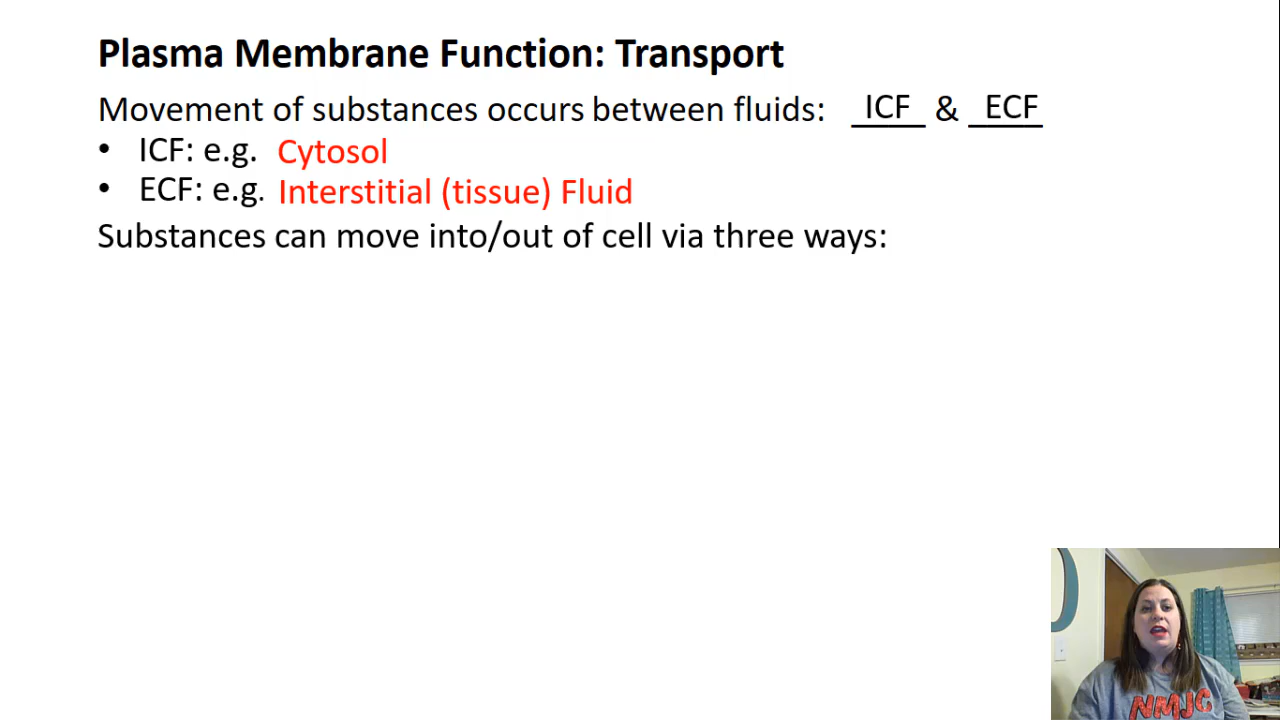 Plasma Membrane Function: Transport
Movement of substances occurs between fluids: ICF & ECF
• ICF: e.g. Cytosol
• ECF: e.g. Interstitial (tissue) Fluid
Substances can move into/out of cell via three ways:
NMJC